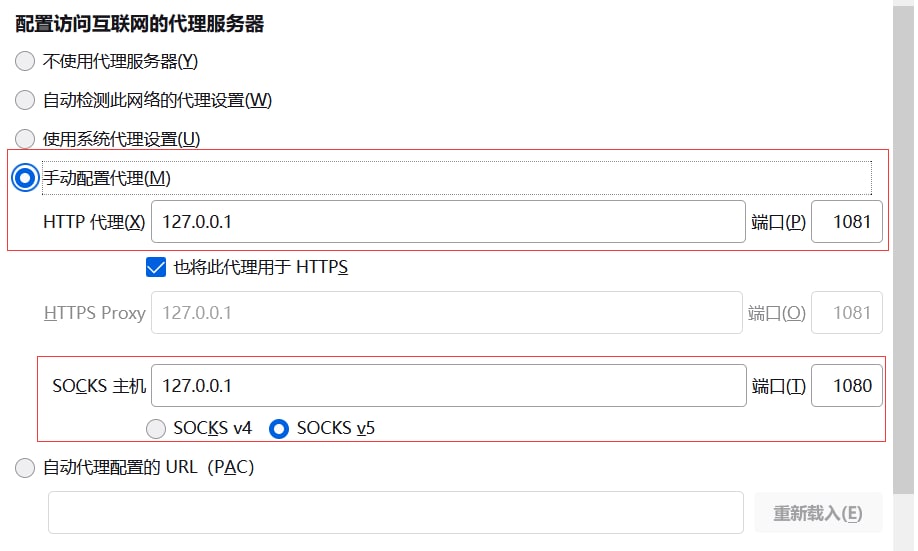 配置访问互联网的代理服务器
不使用代理服务器(Y)
自动检测此网络的代理设置(W)
使用系统代理设置(U)
手动配置代理(M)
HTTP 代理(X) 127.0.0.1 端口(P) 1081
也将此代理用于 HTTPS
HTTPS Proxy 127.0.0.1 端口(O) 1081
SOCKS 主机 127.0.0.1 端口(T) 1080
SOCKS v4 SOCKS v5
自动代理配置的 URL（PAC）
重新载入(E)